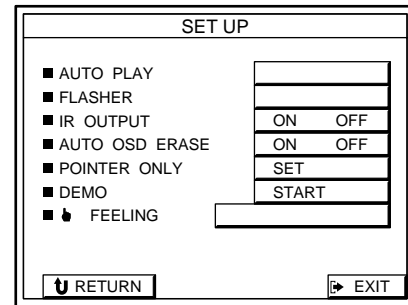 SET UP
■ AUTO PLAY
■ FLASHER
■ IR OUTPUT ON OFF
■ AUTO OSD ERASE ON OFF
■ POINTER ONLY SET
■ DEMO START
■ FEELING
RETURN EXIT